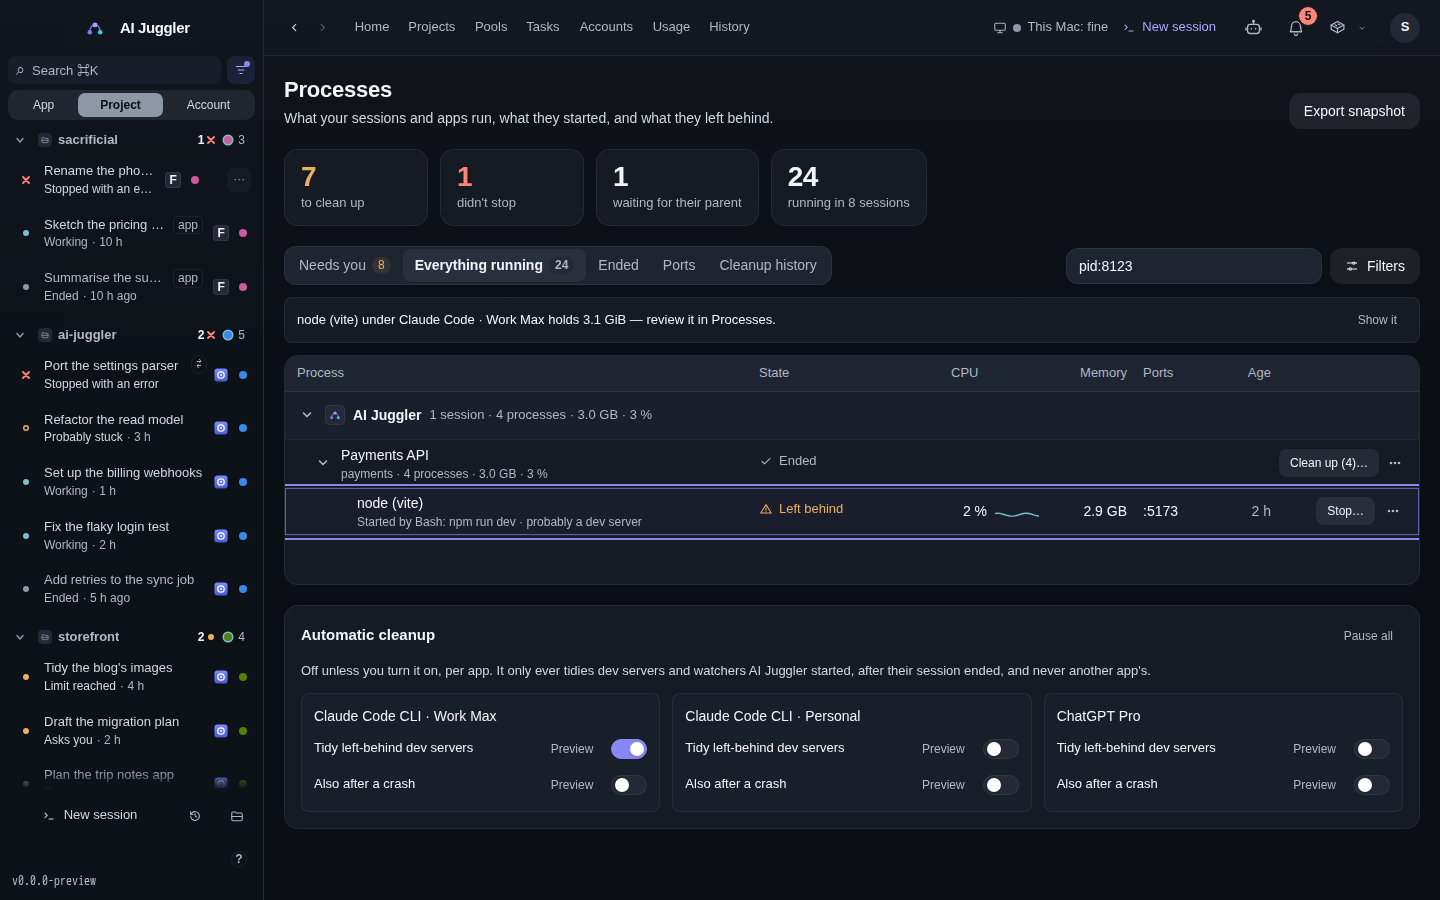 AI Juggler
Search ⌘K
App Project Account
sacrificial 1 3
Rename the pho… F
Stopped with an e…
Sketch the pricing … app F
Working · 10 h
Summarise the su… app F
Ended · 10 h ago
ai-juggler 2 5
Port the settings parser
Stopped with an error
Refactor the read model
Probably stuck · 3 h
Set up the billing webhooks
Working · 1 h
Fix the flaky login test
Working · 2 h
Add retries to the sync job
Ended · 5 h ago
storefront 2 4
Tidy the blog's images
Limit reached · 4 h
Draft the migration plan
Asks you · 2 h
Plan the trip notes app
New session
?
v0.0.0-preview
Home Projects Pools Tasks Accounts Usage History
This Mac: fine New session 5 S
Processes
What your sessions and apps run, what they started, and what they left behind.
Export snapshot
7
to clean up
1
didn't stop
1
waiting for their parent
24
running in 8 sessions
Needs you 8 Everything running 24 Ended Ports Cleanup history
pid:8123
Filters
node (vite) under Claude Code · Work Max holds 3.1 GiB — review it in Processes.
Show it
Process State CPU Memory Ports Age
AI Juggler 1 session · 4 processes · 3.0 GB · 3 %
Payments API
payments · 4 processes · 3.0 GB · 3 %
Ended
Clean up (4)…
node (vite)
Started by Bash: npm run dev · probably a dev server
Left behind 2 % 2.9 GB :5173 2 h Stop…
Automatic cleanup
Pause all
Off unless you turn it on, per app. It only ever tidies dev servers and watchers AI Juggler started, after their session ended, and never another app's.
Claude Code CLI · Work Max
Tidy left-behind dev servers Preview
Also after a crash Preview
Claude Code CLI · Personal
Tidy left-behind dev servers Preview
Also after a crash Preview
ChatGPT Pro
Tidy left-behind dev servers Preview
Also after a crash Preview